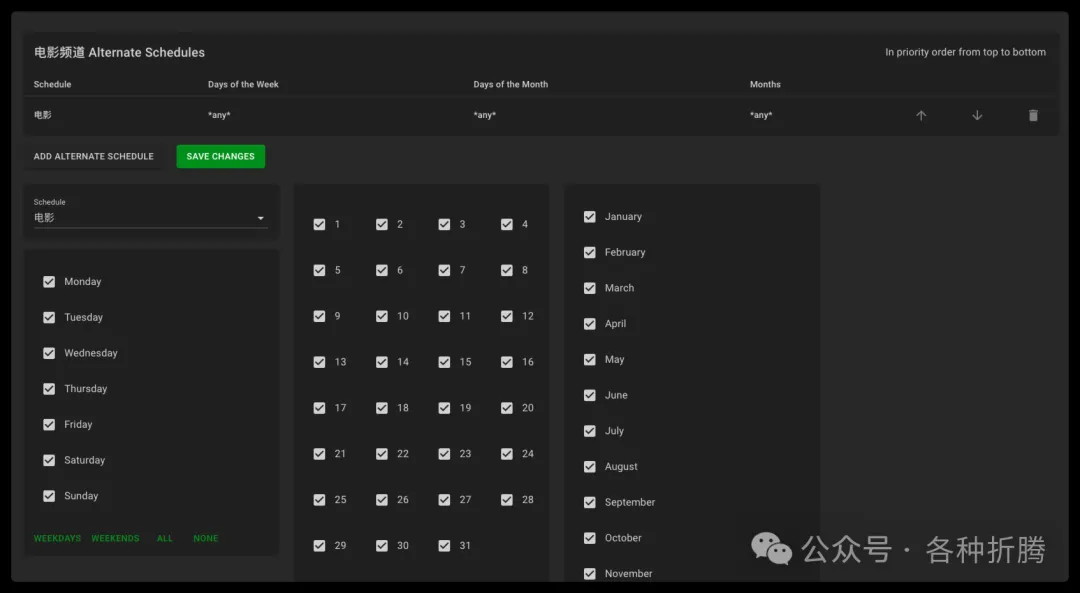 电影频道 Alternate Schedules
In priority order from top to bottom
Schedule Days of the Week Days of the Month Months
电影 *any* *any* *any*
ADD ALTERNATE SCHEDULE SAVE CHANGES
Schedule
电影
Monday
Tuesday
Wednesday
Thursday
Friday
Saturday
Sunday
WEEKDAYS WEEKENDS ALL NONE
1 2 3 4
5 6 7 8
9 10 11 12
13 14 15 16
17 18 19 20
21 22 23 24
25 26 27 28
29 30 31
January
February
March
April
May
June
July
August
September
October
November
公众号 · 各种折腾